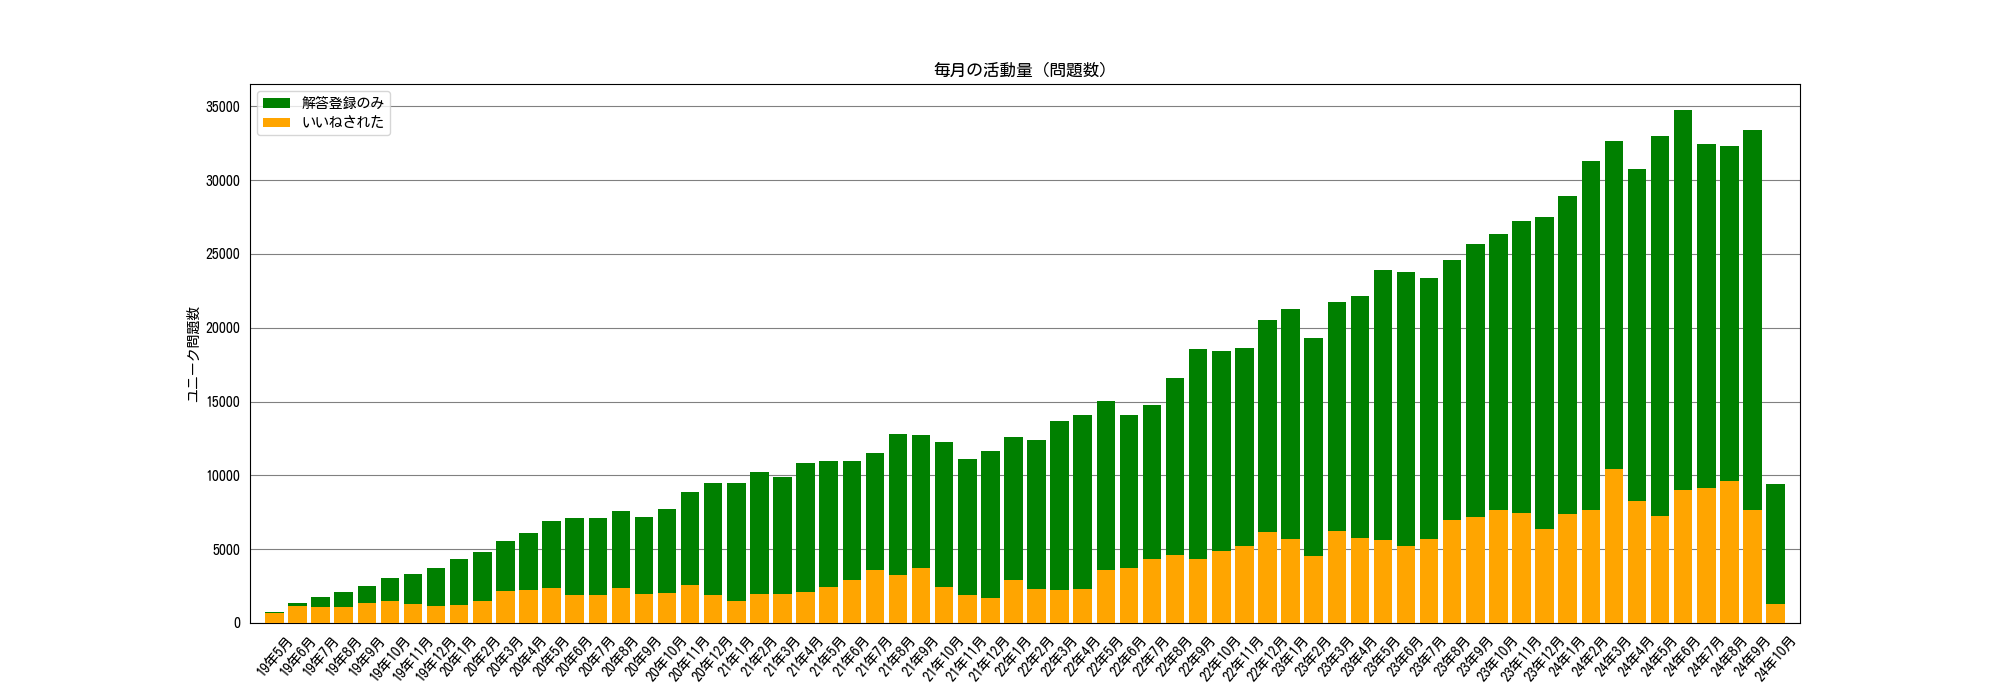 毎月の活動量（問題数）
解答登録のみ
いいねされた
ユニーク問題数
35000
30000
25000
20000
15000
10000
5000
0
19年5月
19年6月
19年7月
19年8月
19年9月
19年10月
19年11月
19年12月
20年1月
20年2月
20年3月
20年4月
20年5月
20年6月
20年7月
20年8月
20年9月
20年10月
20年11月
20年12月
21年1月
21年2月
21年3月
21年4月
21年5月
21年6月
21年7月
21年8月
21年9月
21年10月
21年11月
21年12月
22年1月
22年2月
22年3月
22年4月
22年5月
22年6月
22年7月
22年8月
22年9月
22年10月
22年11月
22年12月
23年1月
23年2月
23年3月
23年4月
23年5月
23年6月
23年7月
23年8月
23年9月
23年10月
23年11月
23年12月
24年1月
24年2月
24年3月
24年4月
24年5月
24年6月
24年7月
24年8月
24年9月
24年10月